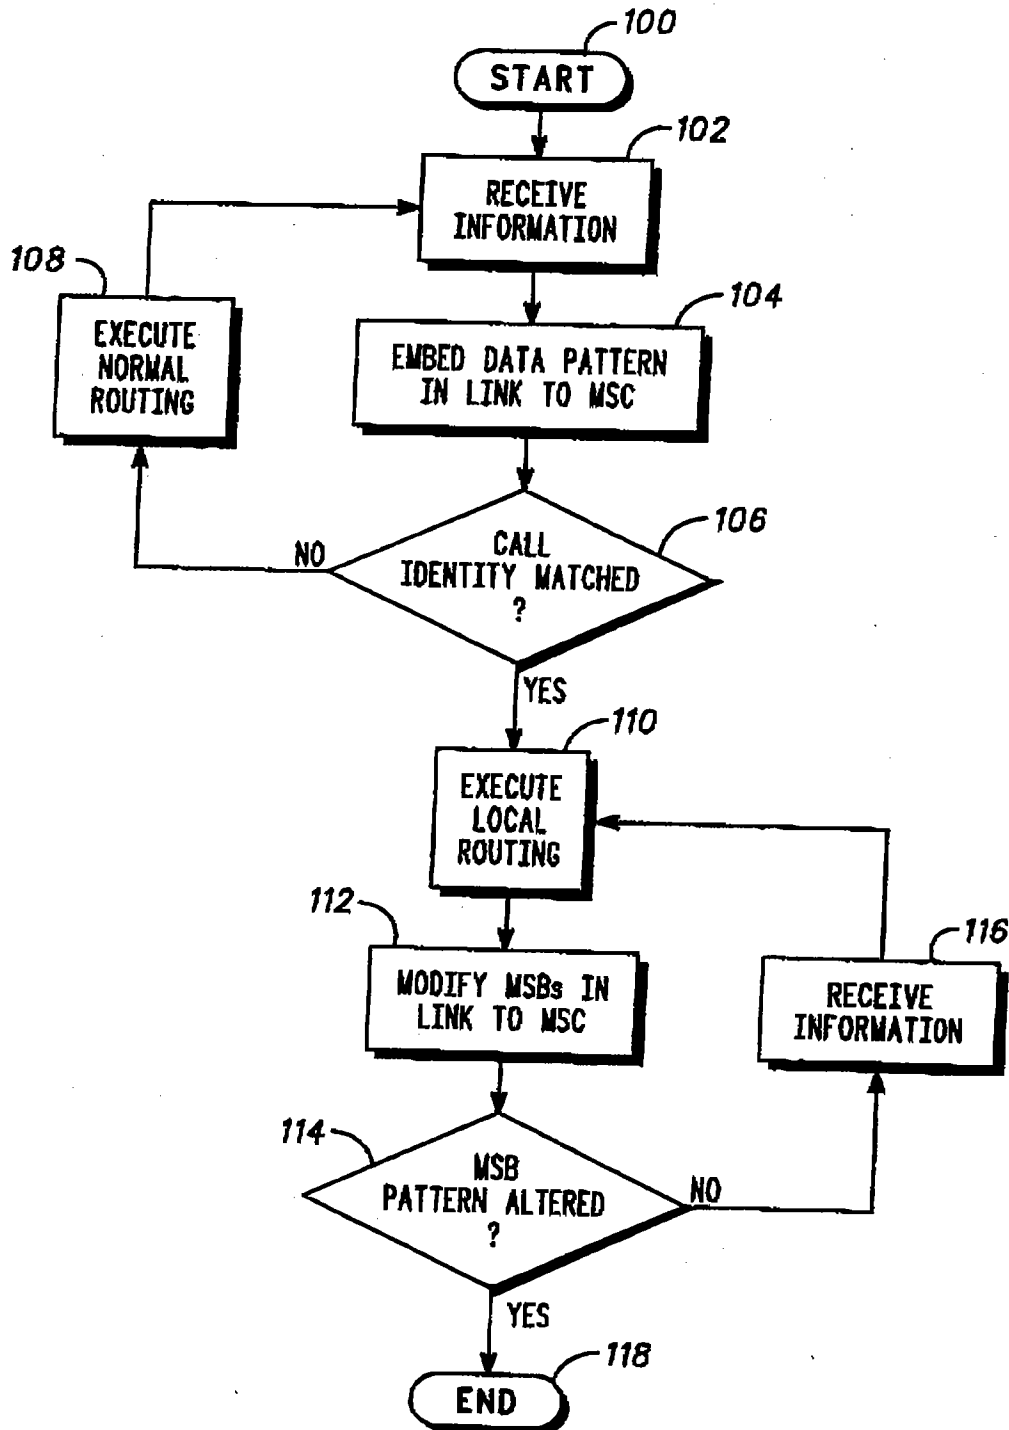 100
START
102
RECEIVE
INFORMATION
108
EXECUTE
NORMAL
ROUTING
104
EMBED DATA PATTERN
IN LINK TO MSC
106
CALL
IDENTITY MATCHED
?
NO
YES
110
EXECUTE
LOCAL
ROUTING
112
MODIFY MSBs IN
LINK TO MSC
116
RECEIVE
INFORMATION
114
MSB
PATTERN ALTERED
?
NO
YES
118
END